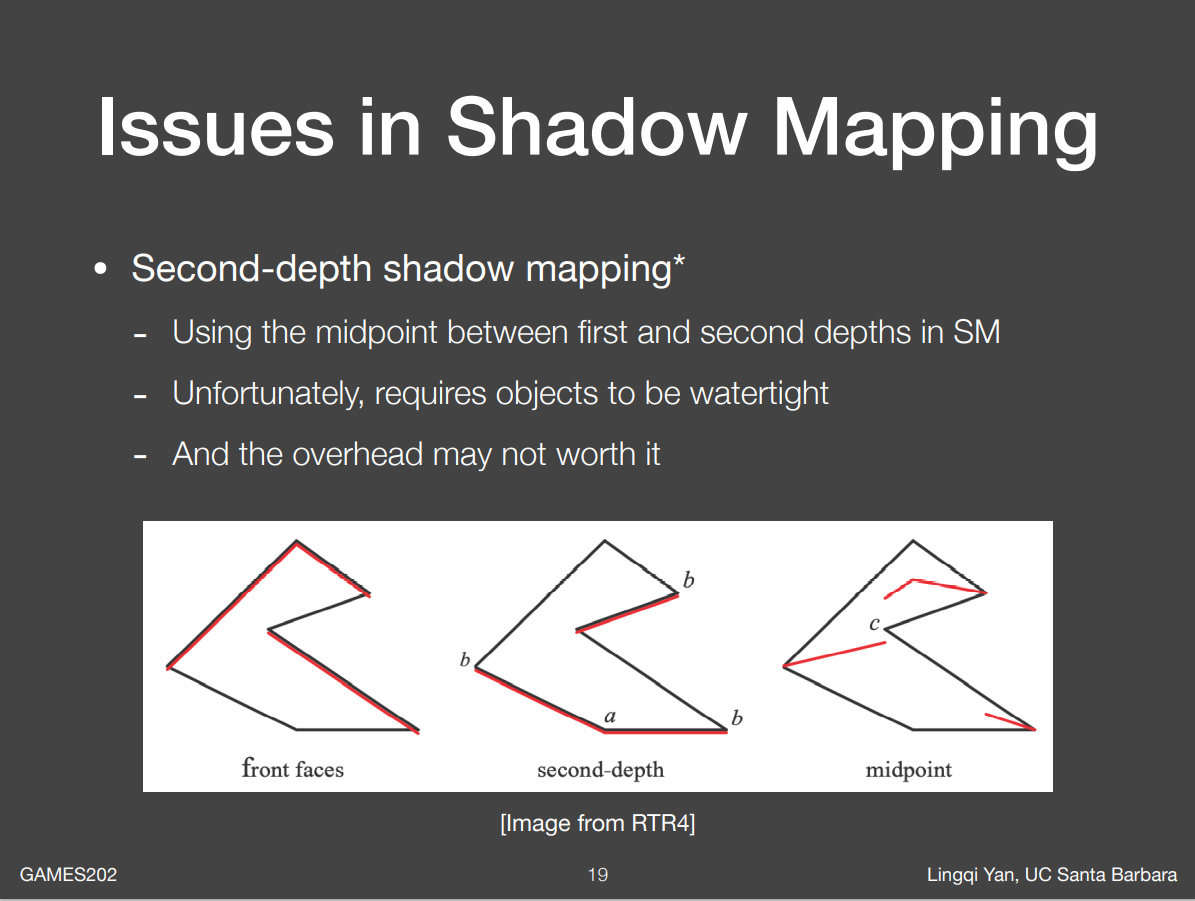 Issues in Shadow Mapping
• Second-depth shadow mapping*
- Using the midpoint between first and second depths in SM
- Unfortunately, requires objects to be watertight
- And the overhead may not worth it
b
c
b
a
b
front faces
second-depth
midpoint
[Image from RTR4]
GAMES202
19
Lingqi Yan, UC Santa Barbara